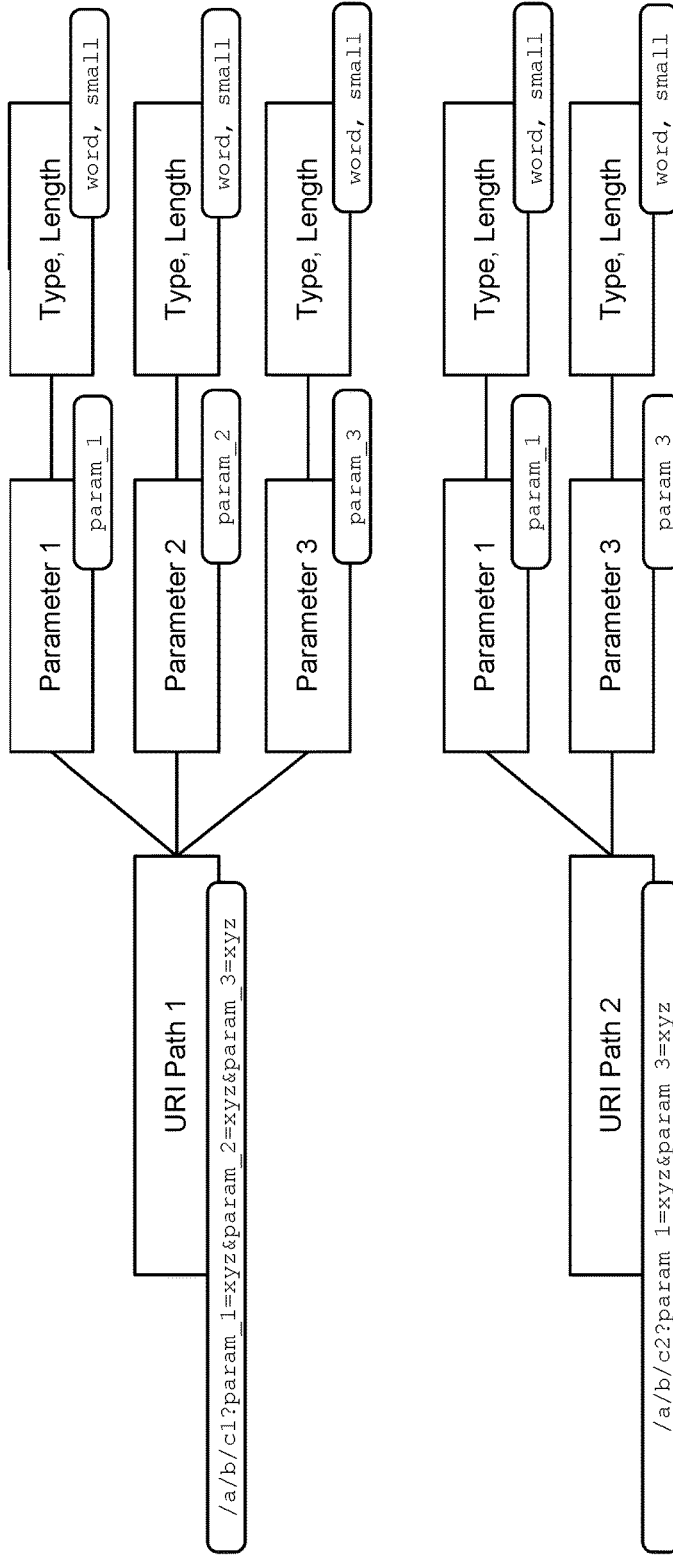 URI Path 1
/a/b/c1?param_1=xyz&param_2=xyz&param_3=xyz
Parameter 1
param_1
Type, Length
word, small
Parameter 2
param_2
Type, Length
word, small
Parameter 3
param_3
Type, Length
word, small
URI Path 2
/a/b/c2?param_1=xyz&param_3=xyz
Parameter 1
param_1
Type, Length
word, small
Parameter 3
param_3
Type, Length
word, small